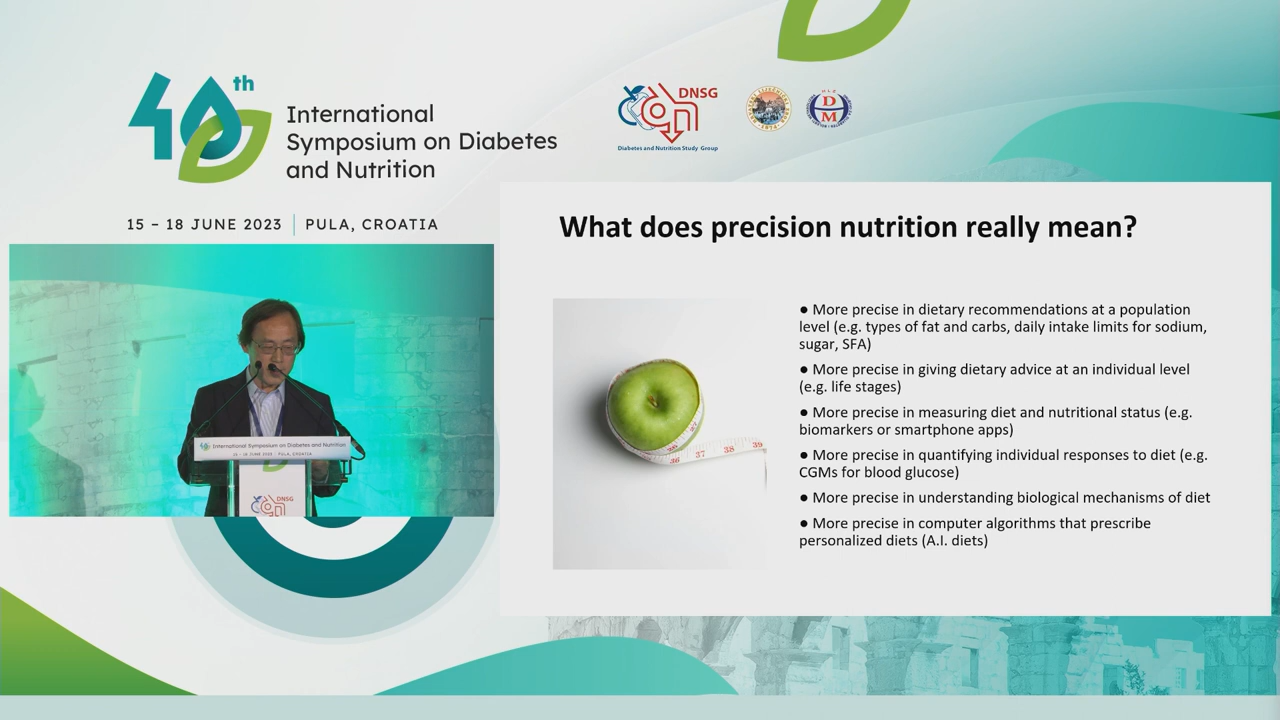 40th
International
Symposium on Diabetes
and Nutrition
15 – 18 JUNE 2023 | PULA, CROATIA
DNSG
Diabetes and Nutrition Study Group
DM
What does precision nutrition really mean?
● More precise in dietary recommendations at a population
level (e.g. types of fat and carbs, daily intake limits for sodium,
sugar, SFA)
● More precise in giving dietary advice at an individual level
(e.g. life stages)
● More precise in measuring diet and nutritional status (e.g.
biomarkers or smartphone apps)
● More precise in quantifying individual responses to diet (e.g.
CGMs for blood glucose)
● More precise in understanding biological mechanisms of diet
● More precise in computer algorithms that prescribe
personalized diets (A.I. diets)
36 37 38 39
International Symposium on Diabetes and Nutrition
15 – 18 JUNE 2023 | PULA, CROATIA
DNSG